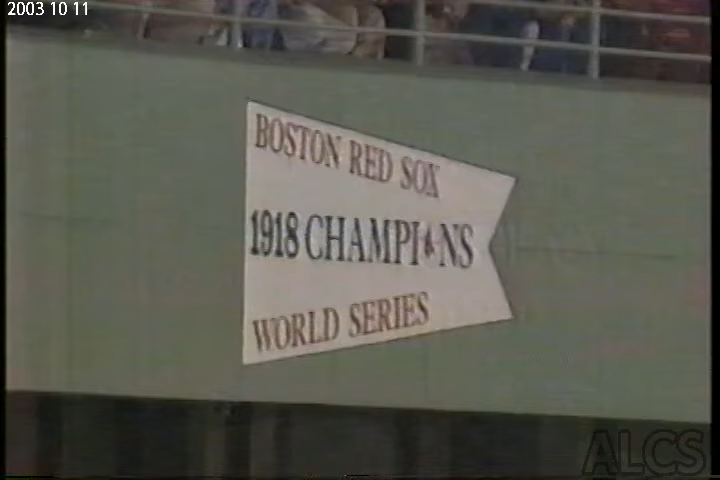 2003 10 11
BOSTON RED SOX
1918 CHAMPIONS
WORLD SERIES
ALCS